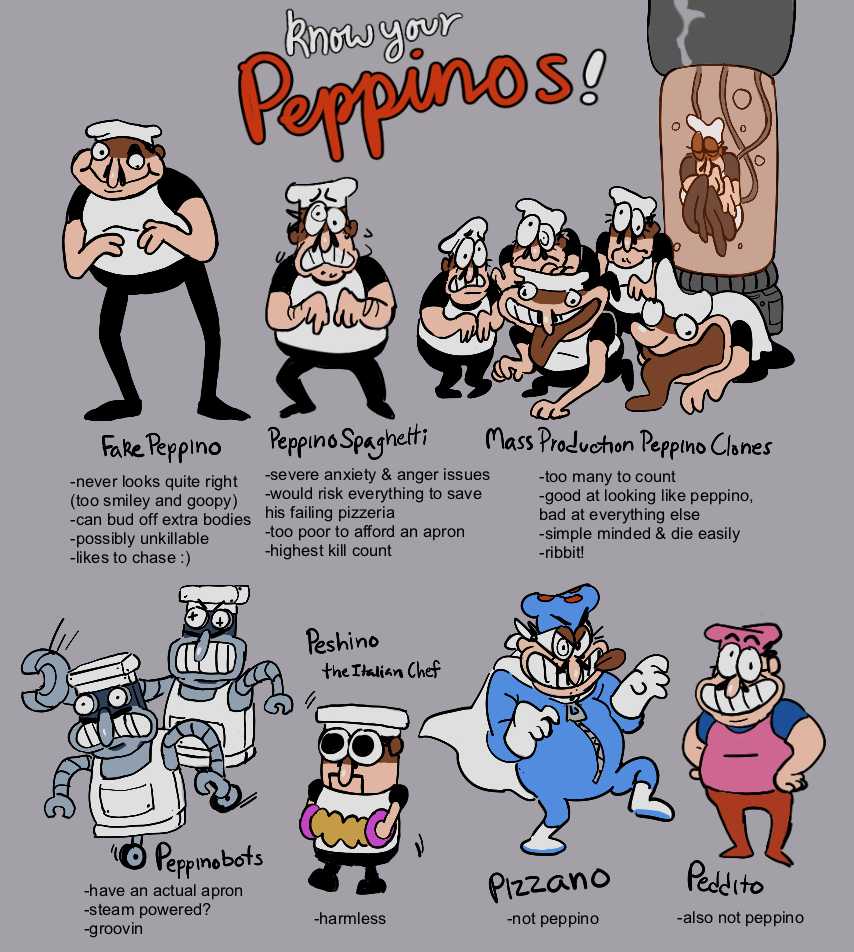 Know your
Peppinos!
Fake Peppino
-never looks quite right
(too smiley and goopy)
-can bud off extra bodies
-possibly unkillable
-likes to chase :)
Peppino Spaghetti
-severe anxiety & anger issues
-would risk everything to save
his failing pizzeria
-too poor to afford an apron
-highest kill count
Mass Production Peppino Clones
-too many to count
-good at looking like peppino,
bad at everything else
-simple minded & die easily
-ribbit!
Peppinobots
-have an actual apron
-steam powered?
-groovin
Peshino
the Italian Chef
-harmless
Pizzano
-not peppino
Peddito
-also not peppino